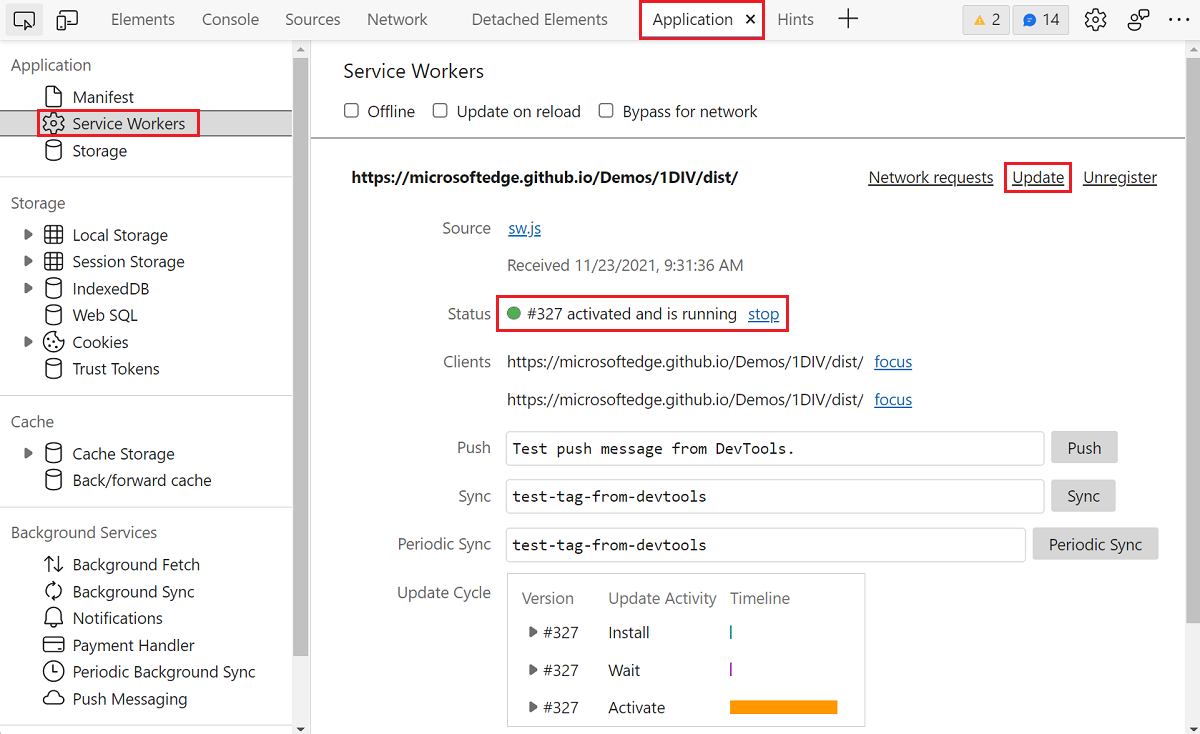 Elements Console Sources Network Detached Elements Application × Hints + 2 14
Application
Manifest
Service Workers
Storage
Storage
Local Storage
Session Storage
IndexedDB
Web SQL
Cookies
Trust Tokens
Cache
Cache Storage
Back/forward cache
Background Services
Background Fetch
Background Sync
Notifications
Payment Handler
Periodic Background Sync
Push Messaging
Service Workers
Offline Update on reload Bypass for network
https://microsoftedge.github.io/Demos/1DIV/dist/ Network requests Update Unregister
Source sw.js
Received 11/23/2021, 9:31:36 AM
Status #327 activated and is running stop
Clients https://microsoftedge.github.io/Demos/1DIV/dist/ focus
https://microsoftedge.github.io/Demos/1DIV/dist/ focus
Push Test push message from DevTools. Push
Sync test-tag-from-devtools Sync
Periodic Sync test-tag-from-devtools Periodic Sync
Update Cycle Version Update Activity Timeline
#327 Install
#327 Wait
#327 Activate